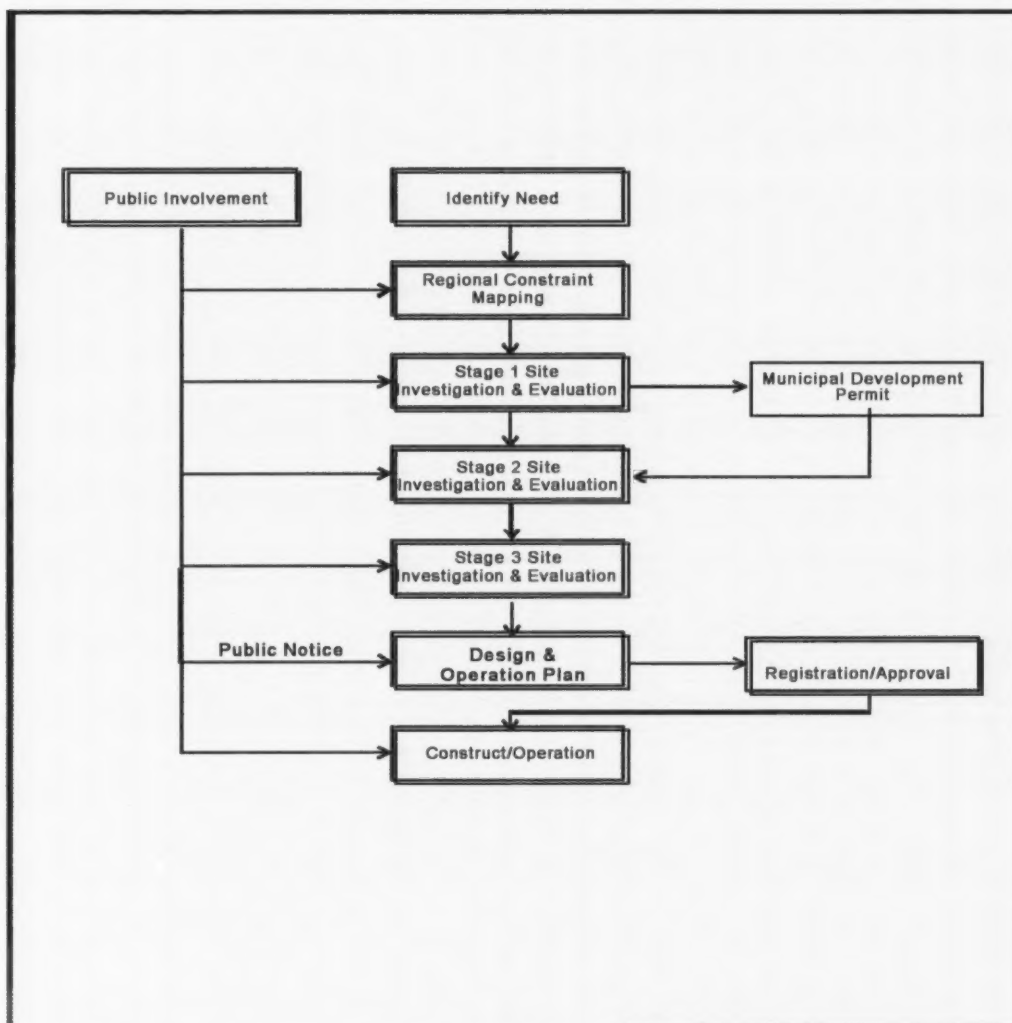 Public Involvement
Identify Need
Regional Constraint
Mapping
Stage 1 Site
Investigation & Evaluation
Municipal Development
Permit
Stage 2 Site
Investigation & Evaluation
Stage 3 Site
Investigation & Evaluation
Public Notice
Design &
Operation Plan
Registration/Approval
Construct/Operation